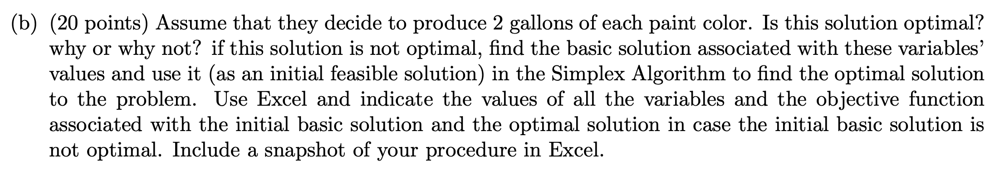 (b) (20 points) Assume that they decide to produce 2 gallons of each paint color. Is this solution optimal?
why or why not? if this solution is not optimal, find the basic solution associated with these variables’
values and use it (as an initial feasible solution) in the Simplex Algorithm to find the optimal solution
to the problem. Use Excel and indicate the values of all the variables and the objective function
associated with the initial basic solution and the optimal solution in case the initial basic solution is
not optimal. Include a snapshot of your procedure in Excel.